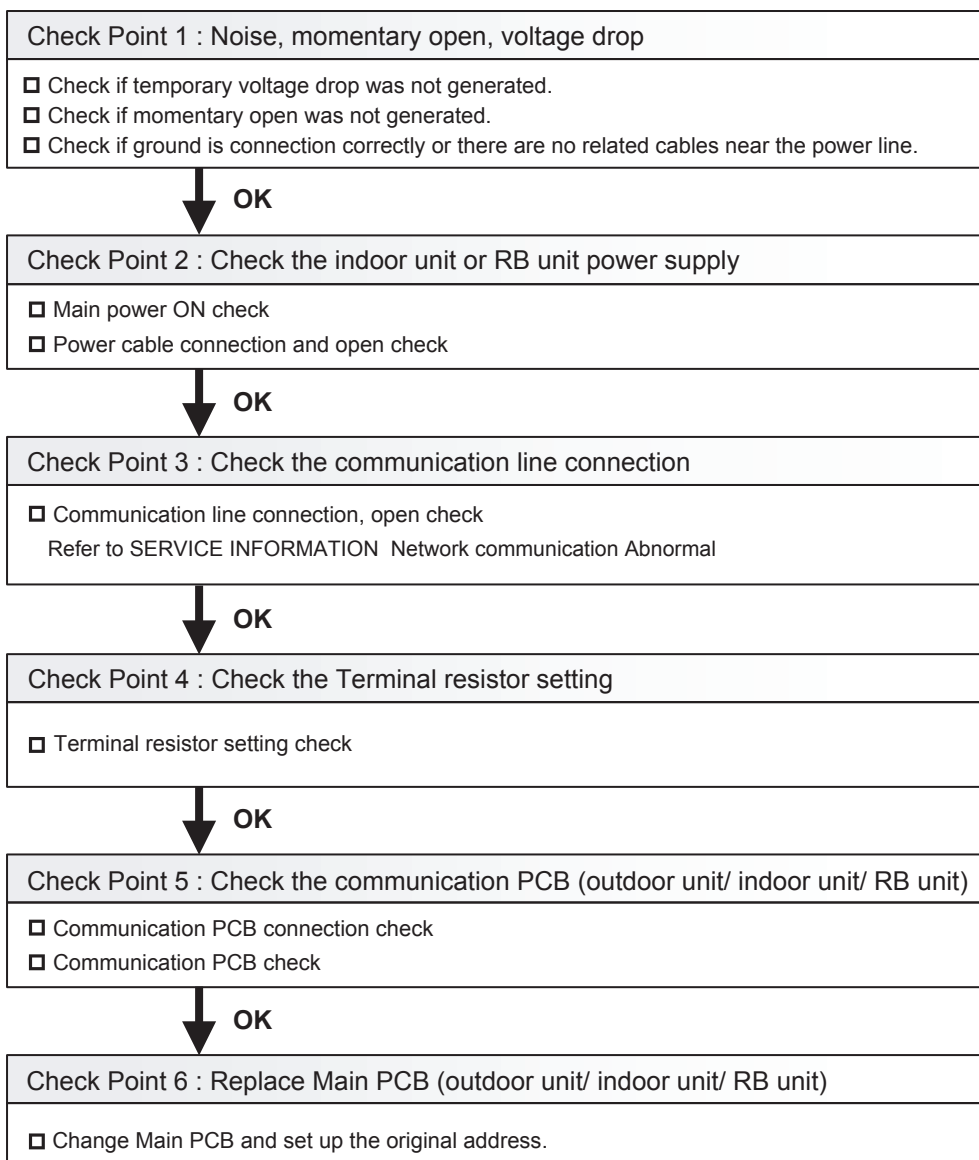 Check Point 1 : Noise, momentary open, voltage drop
Check if temporary voltage drop was not generated.
Check if momentary open was not generated.
Check if ground is connection correctly or there are no related cables near the power line.
OK
Check Point 2 : Check the indoor unit or RB unit power supply
Main power ON check
Power cable connection and open check
OK
Check Point 3 : Check the communication line connection
Communication line connection, open check
Refer to SERVICE INFORMATION Network communication Abnormal
OK
Check Point 4 : Check the Terminal resistor setting
Terminal resistor setting check
OK
Check Point 5 : Check the communication PCB (outdoor unit/ indoor unit/ RB unit)
Communication PCB connection check
Communication PCB check
OK
Check Point 6 : Replace Main PCB (outdoor unit/ indoor unit/ RB unit)
Change Main PCB and set up the original address.